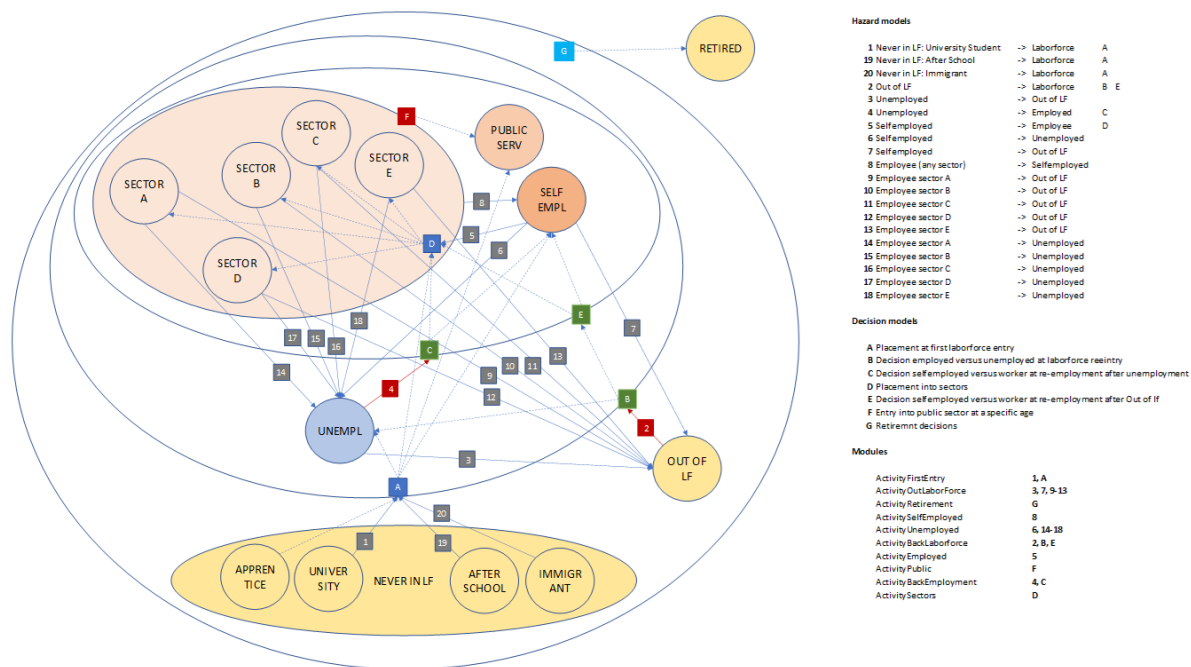 G
RETIRED
F
SECTOR
C
PUBLIC
SERV
SECTOR
E
SECTOR
B
SECTOR
A
SELF
EMPL
8
D
5
6
SECTOR
D
E
7
18
17
15
16
C
13
10
11
14
9
4
12
B
2
UNEMPL
3
OUT OF
LF
A
20
1
19
APPREN
TICE
UNIVER
SITY
NEVER IN LF
AFTER
SCHOOL
IMMIGR
ANT
Hazard models
1 Never in LF: University Student -> Laborforce A
19 Never in LF: After School -> Laborforce A
20 Never in LF: Immigrant -> Laborforce A
2 Out of LF -> Laborforce B E
3 Unemployed -> Out of LF
4 Unemployed -> Employed C
5 Selfemployed -> Employee D
6 Selfemployed -> Unemployed
7 Selfemployed -> Out of LF
8 Employee (any sector) -> Selfemployed
9 Employee sector A -> Out of LF
10 Employee sector B -> Out of LF
11 Employee sector C -> Out of LF
12 Employee sector D -> Out of LF
13 Employee sector E -> Out of LF
14 Employee sector A -> Unemployed
15 Employee sector B -> Unemployed
16 Employee sector C -> Unemployed
17 Employee sector D -> Unemployed
18 Employee sector E -> Unemployed
Decision models
A Placement at first laborforce entry
B Decision employed versus unemployed at laborforce reeintry
C Decision selfemployed versus worker at re-employment after unemployment
D Placement into sectors
E Decision selfemployed versus worker at re-employment after Out of lf
F Entry into public sector at a specific age
G Retiremnt decisions
Modules
ActivityFirstEntry 1, A
ActivityOutLaborForce 3, 7, 9-13
ActivityRetirement G
ActivitySelfEmployed 8
ActivityUnemployed 6, 14-18
ActivityBackLaborforce 2, B, E
ActivityEmployed 5
ActivityPublic F
ActivityBackEmployment 4, C
ActivitySectors D